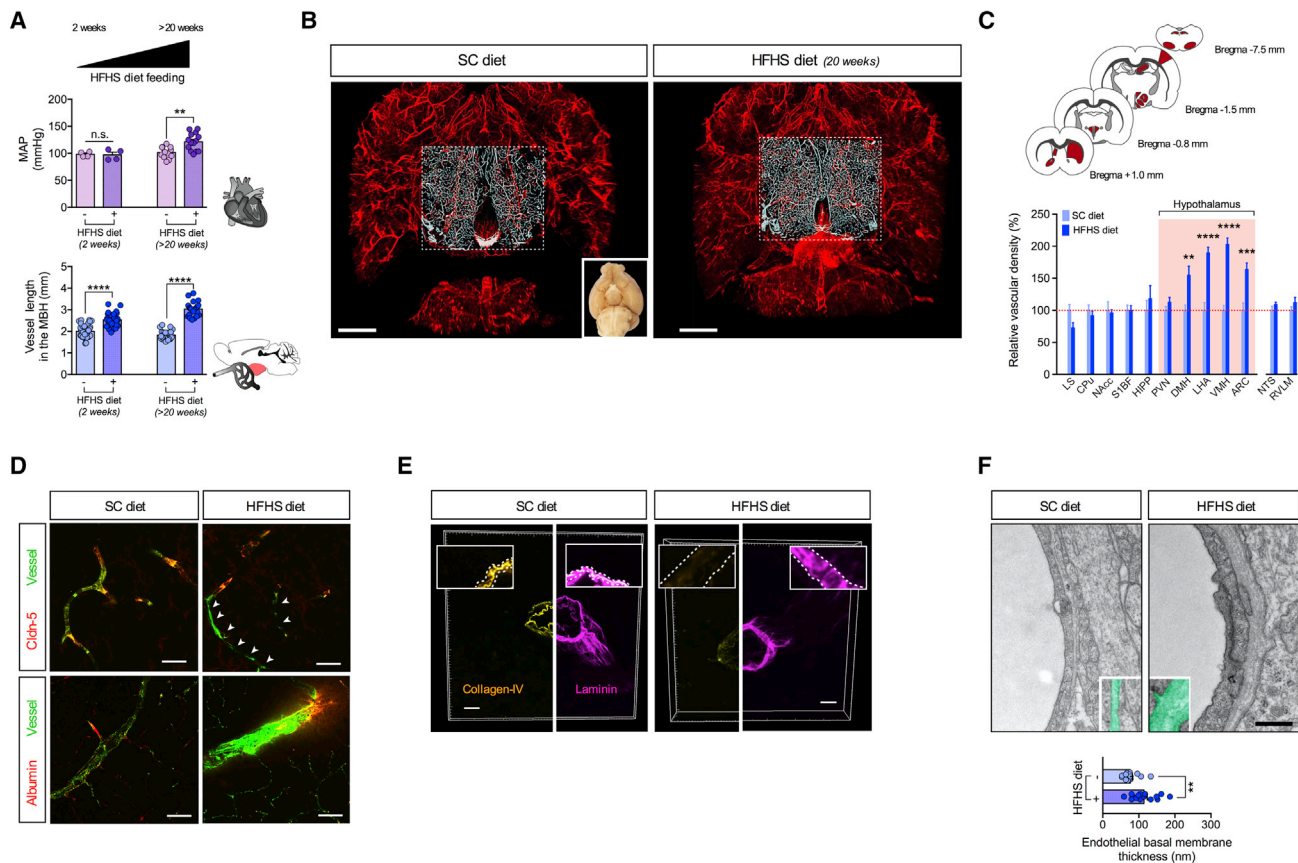 A
2 weeks >20 weeks
HFHS diet feeding
MAP
(mmHg)
200
150
100
50
0
n.s.
**
- + - +
HFHS diet HFHS diet
(2 weeks) (>20 weeks)
Vessel length
in the MBH (mm)
5
4
3
2
1
0
**** ****
- + - +
HFHS diet HFHS diet
(2 weeks) (>20 weeks)
B
SC diet HFHS diet (20 weeks)
C
Bregma -7.5 mm
Bregma -1.5 mm
Bregma -0.8 mm
Bregma +1.0 mm
SC diet
HFHS diet
Hypothalamus
Relative vascular density (%)
250
200
150
100
50
0
** **** **** ***
LS CPu NAcc S1BF HIPP PVN DMH LHA VMH ARC NTS RVLM
D
SC diet HFHS diet
Cldn-5 Vessel
Albumin Vessel
E
SC diet HFHS diet
Collagen-IV Laminin
F
SC diet HFHS diet
HFHS diet
-
+
**
0 100 200 300
Endothelial basal membrane
thickness (nm)